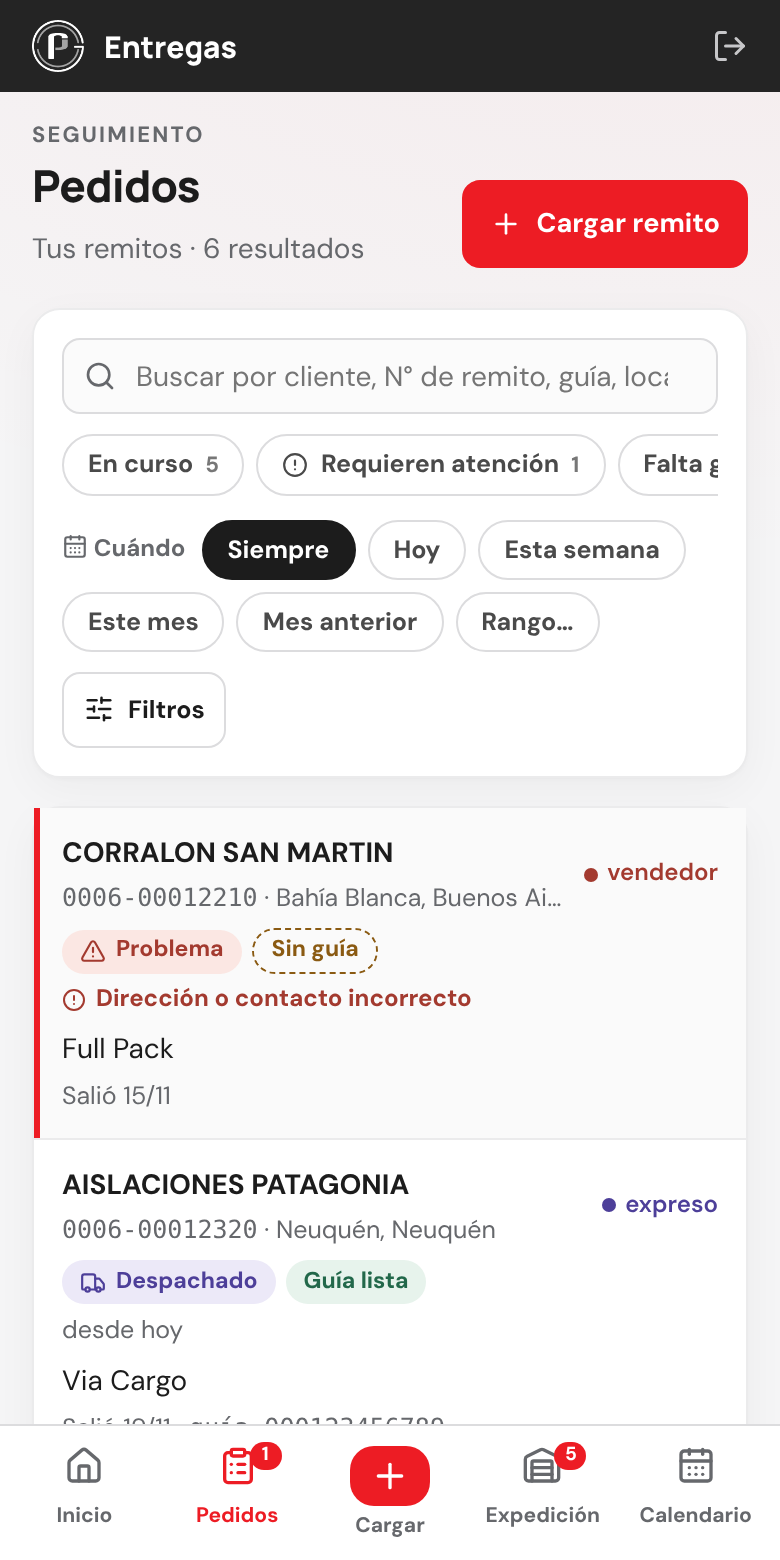 Entregas
SEGUIMIENTO
Pedidos
Tus remitos · 6 resultados
Cargar remito
Buscar por cliente, N° de remito, guía, loca
En curso 5
Requieren atención 1
Falta g
Cuándo
Siempre
Hoy
Esta semana
Este mes
Mes anterior
Rango...
Filtros
CORRALON SAN MARTIN
vendedor
0006-00012210 · Bahía Blanca, Buenos Ai...
Problema
Sin guía
Dirección o contacto incorrecto
Full Pack
Salió 15/11
AISLACIONES PATAGONIA
expreso
0006-00012320 · Neuquén, Neuquén
Despachado
Guía lista
desde hoy
Via Cargo
1
5
Inicio
Pedidos
Cargar
Expedición
Calendario